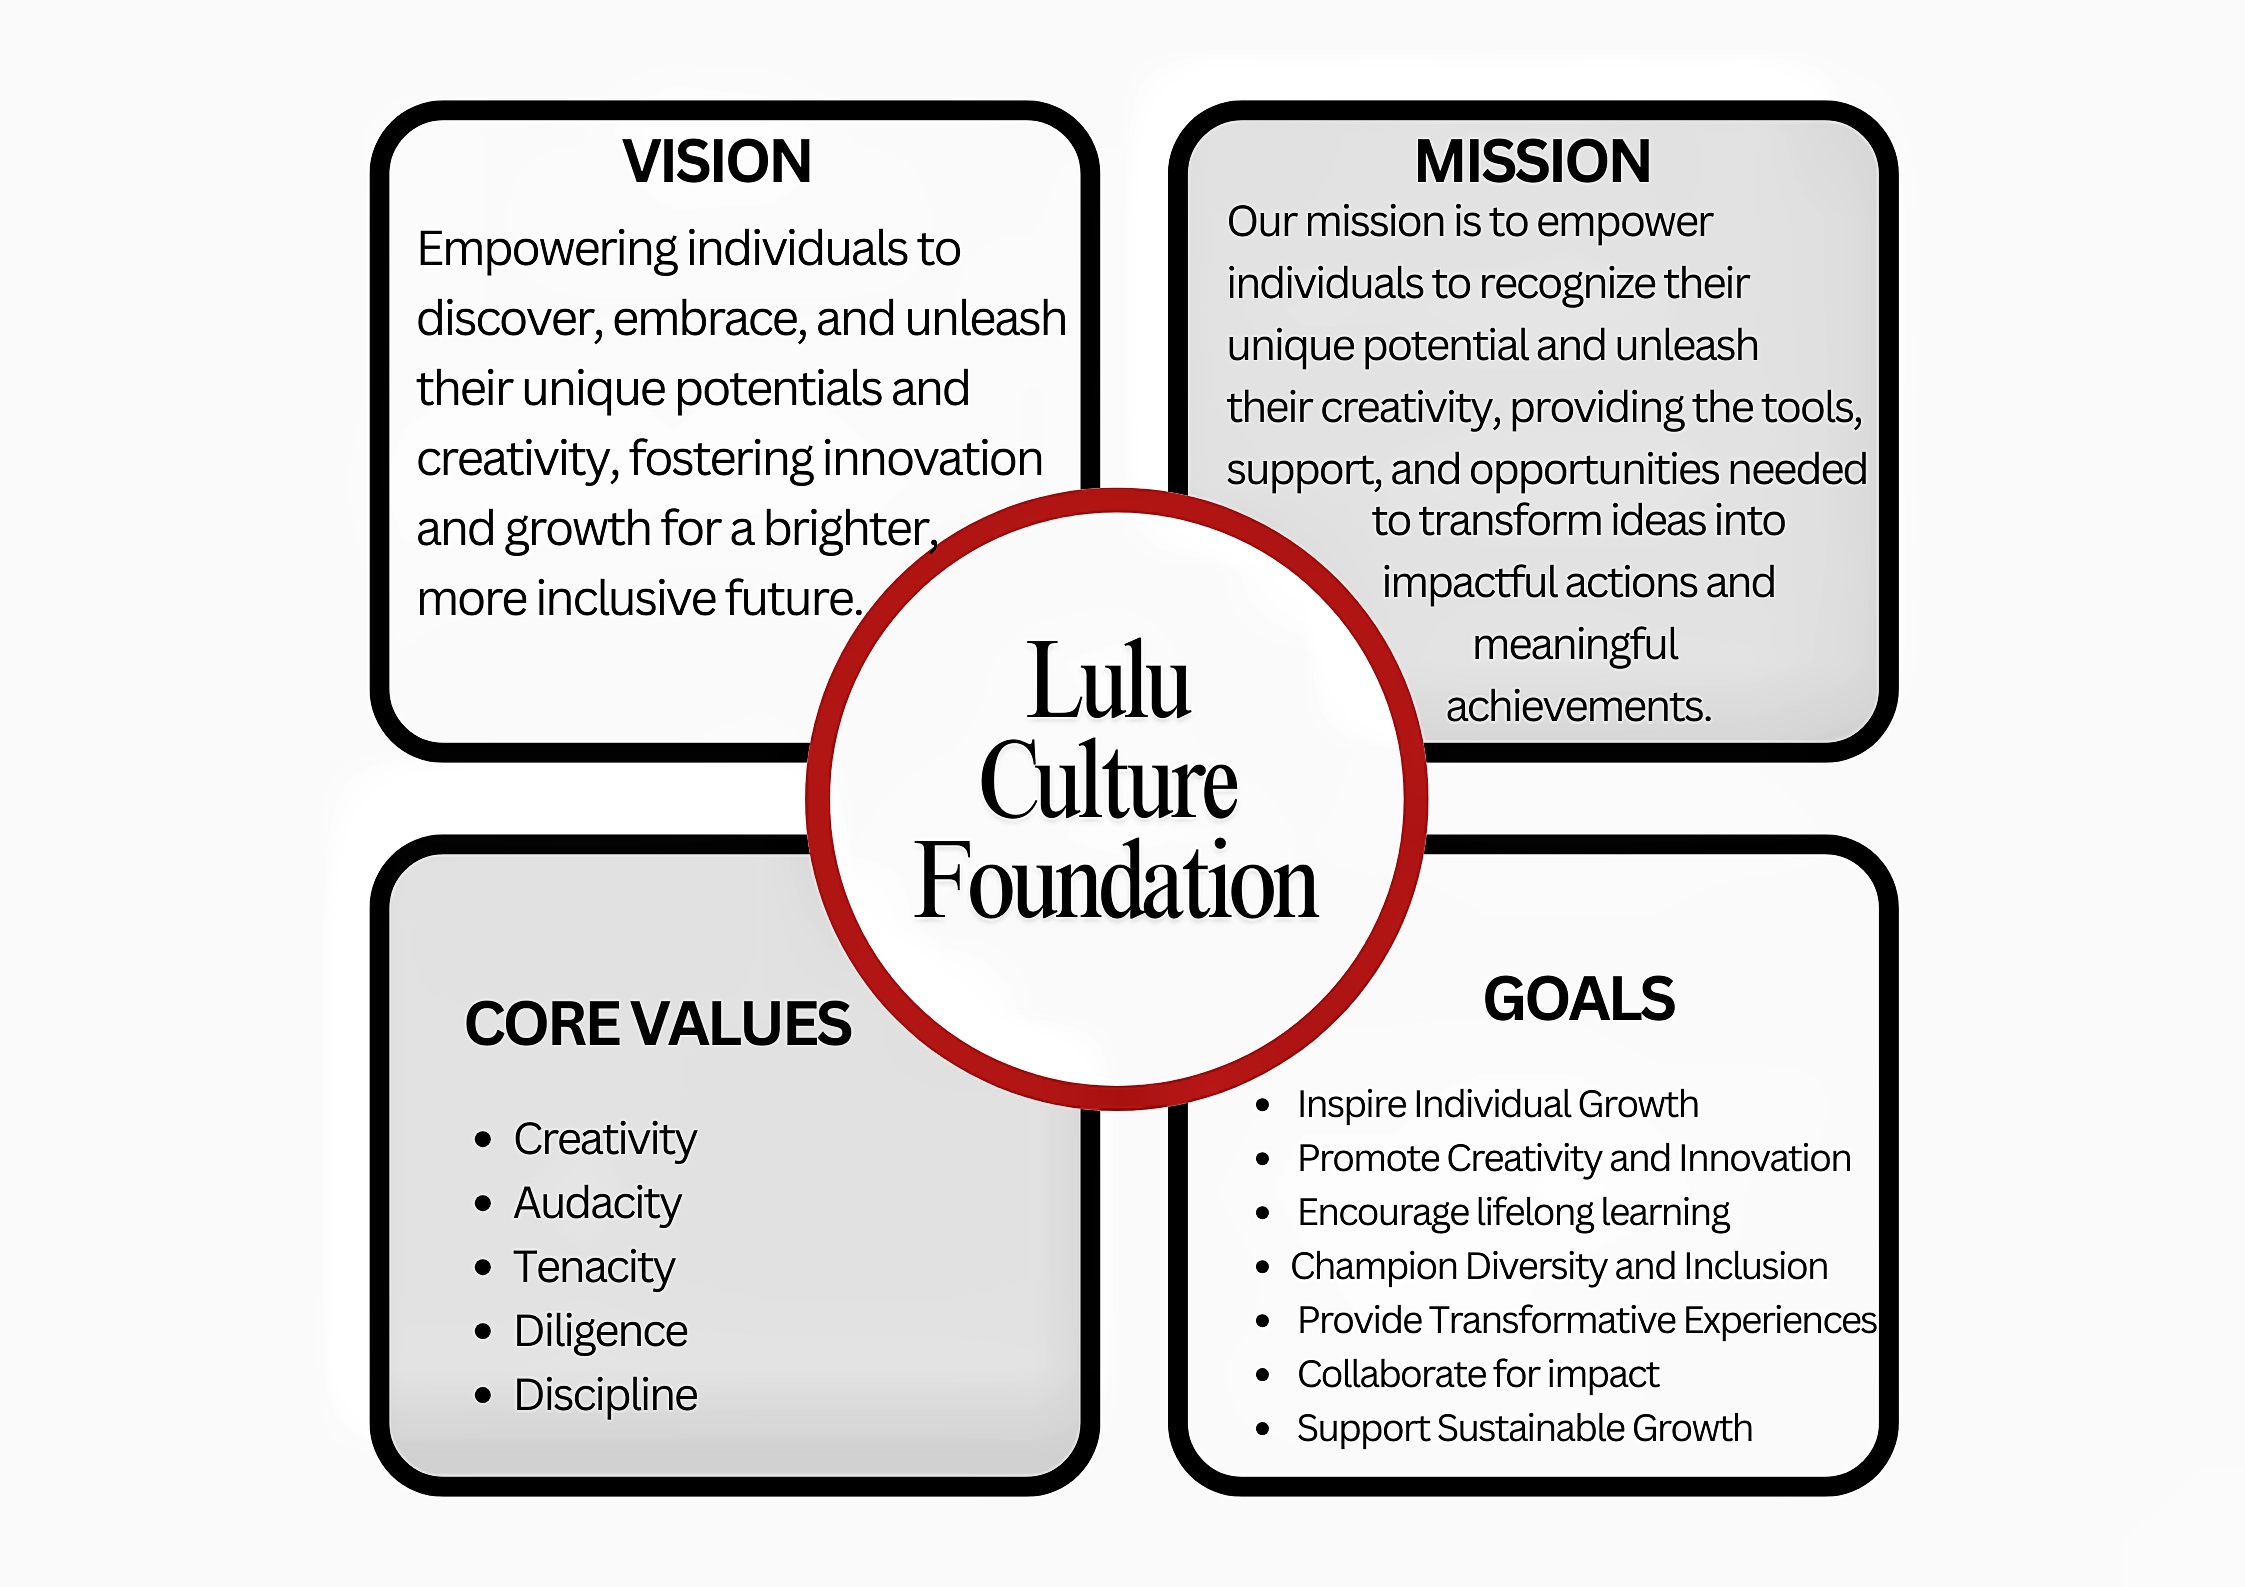 VISION
Empowering individuals to
discover, embrace, and unleash
their unique potentials and
creativity, fostering innovation
and growth for a brighter,
more inclusive future.
MISSION
Our mission is to empower
individuals to recognize their
unique potential and unleash
their creativity, providing the tools,
support, and opportunities needed
to transform ideas into
impactful actions and
meaningful
achievements.
Lulu
Culture
Foundation
CORE VALUES
• Creativity
• Audacity
• Tenacity
• Diligence
• Discipline
GOALS
• Inspire Individual Growth
• Promote Creativity and Innovation
• Encourage lifelong learning
• Champion Diversity and Inclusion
• Provide Transformative Experiences
• Collaborate for impact
• Support Sustainable Growth